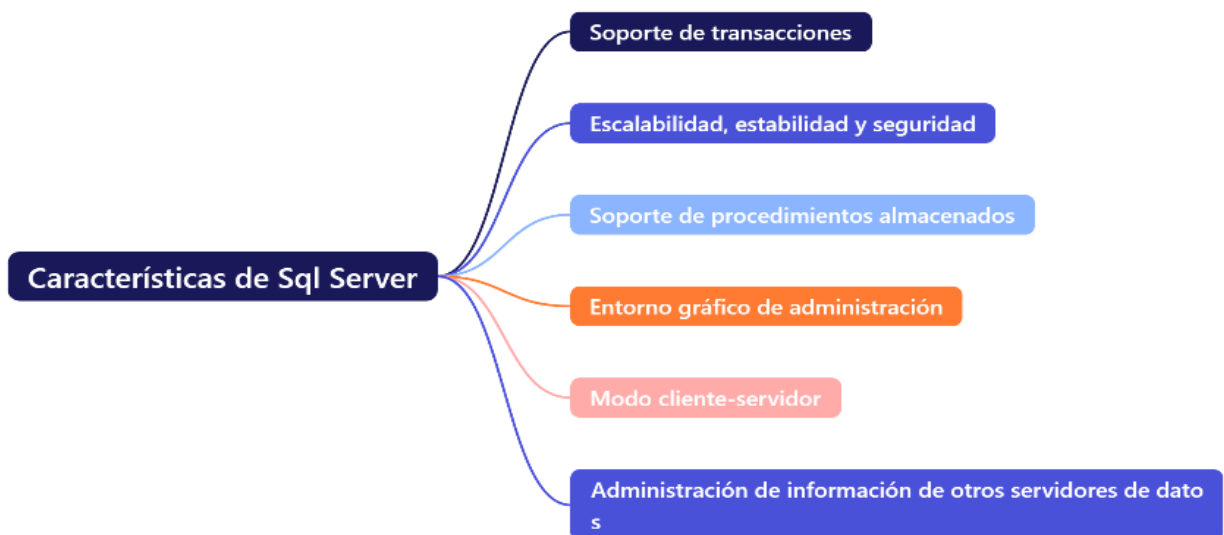 Soporte de transacciones
Escalabilidad, estabilidad y seguridad
Soporte de procedimientos almacenados
Características de Sql Server
Entorno gráfico de administración
Modo cliente-servidor
Administración de información de otros servidores de dato
s